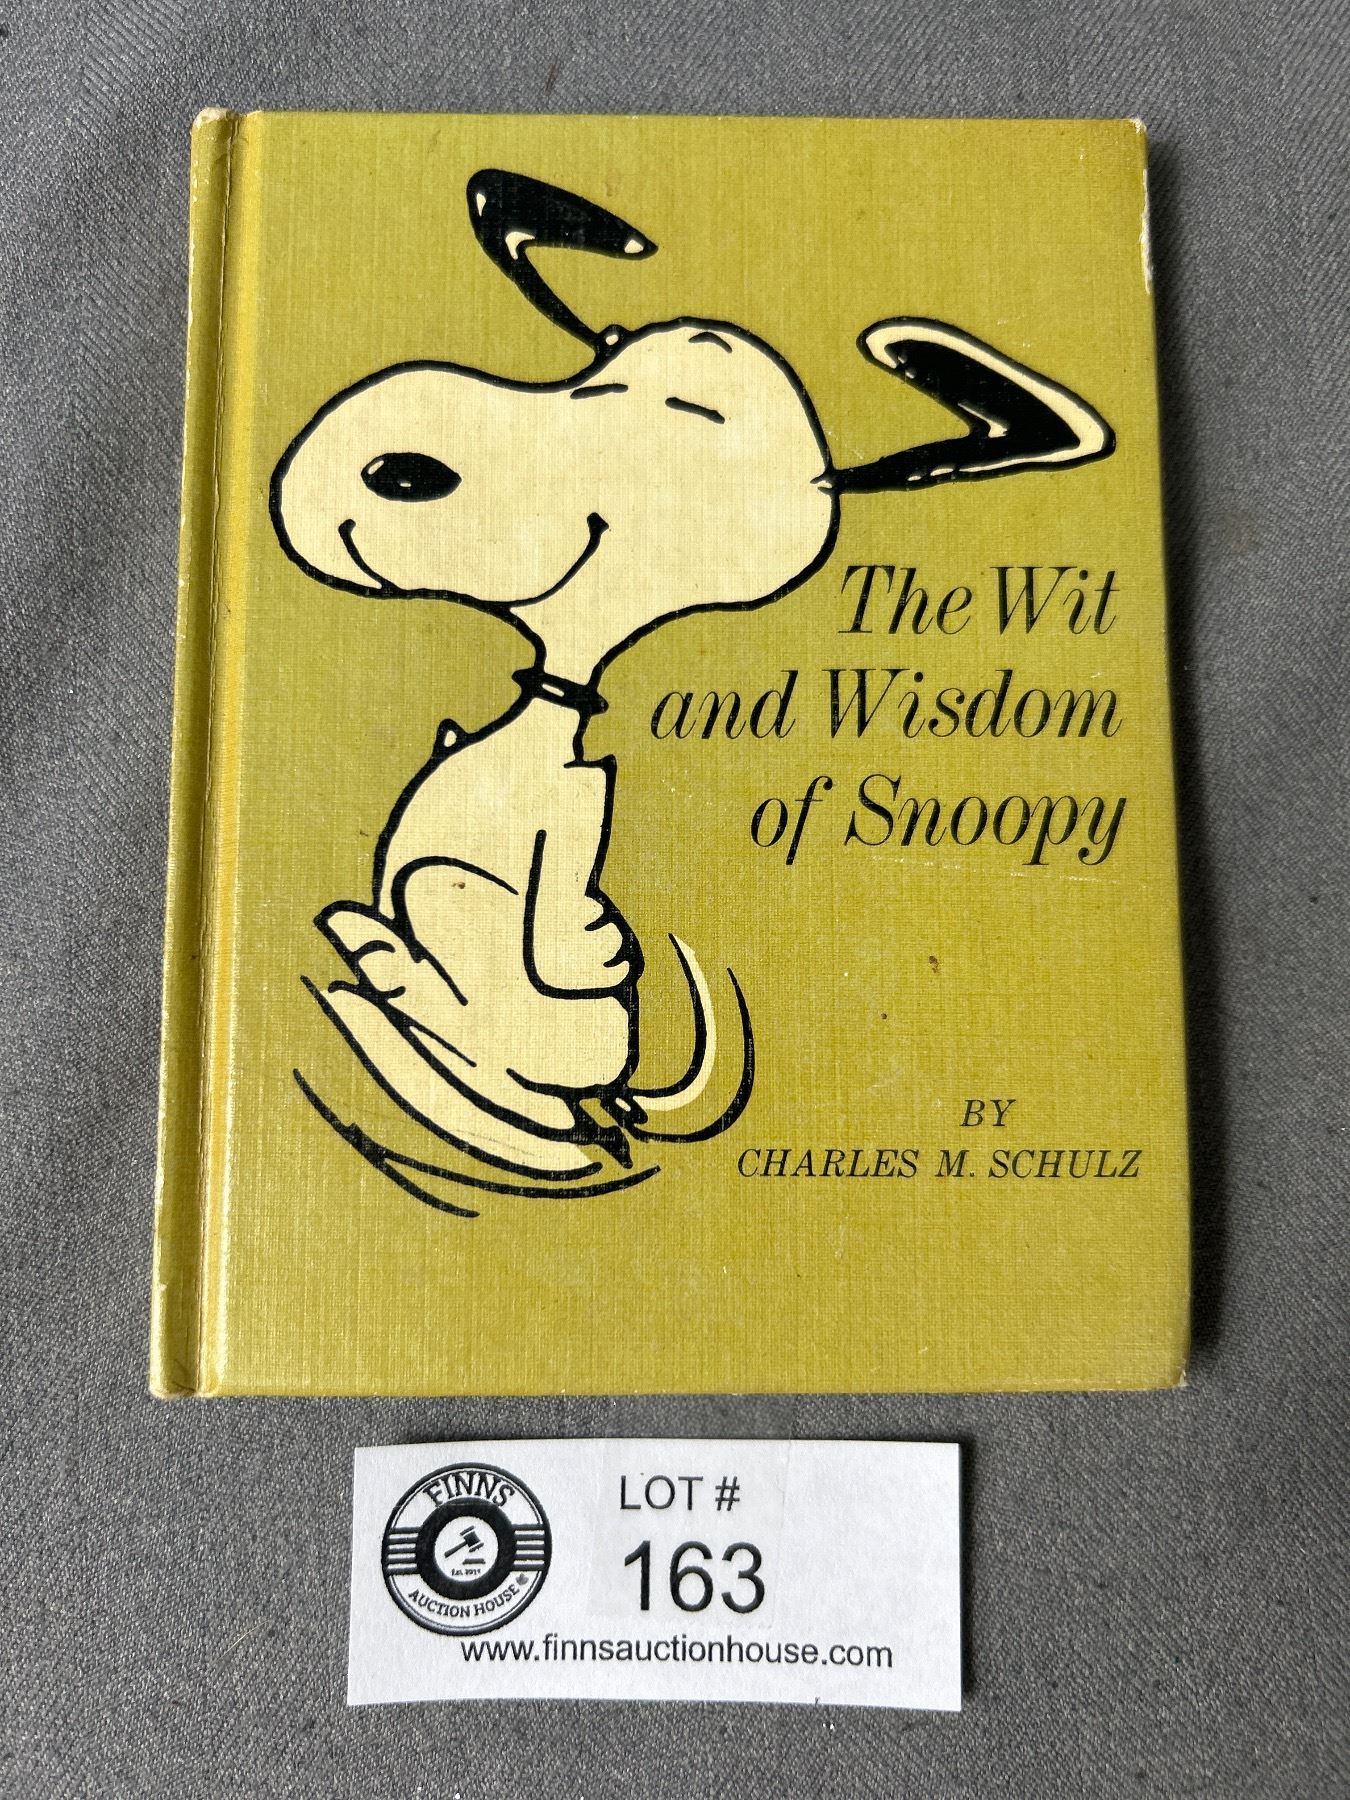 The Wit
and Wisdom
of Snoopy
BY
CHARLES M. SCHULZ
FINNS
AUCTION HOUSE
LOT #
163
www.finnsauctionhouse.com